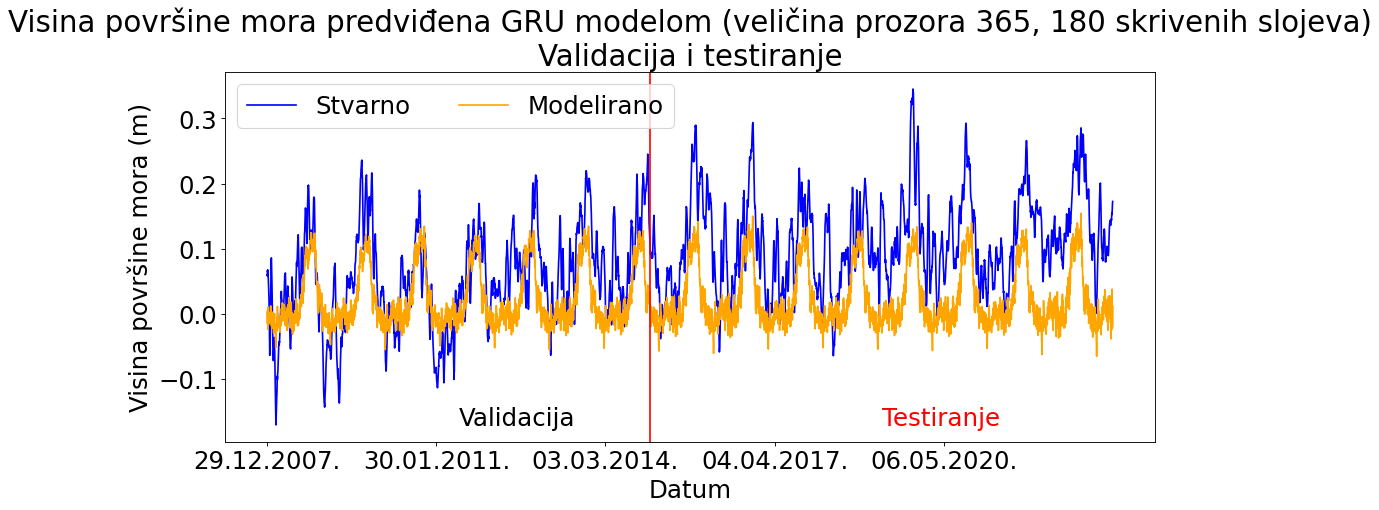 Visina površine mora predviđena GRU modelom (veličina prozora 365, 180 skrivenih slojeva)
Validacija i testiranje
Stvarno Modelirano
Visina površine mora (m)
0.3
0.2
0.1
0.0
−0.1
Validacija Testiranje
29.12.2007. 30.01.2011. 03.03.2014. 04.04.2017. 06.05.2020.
Datum